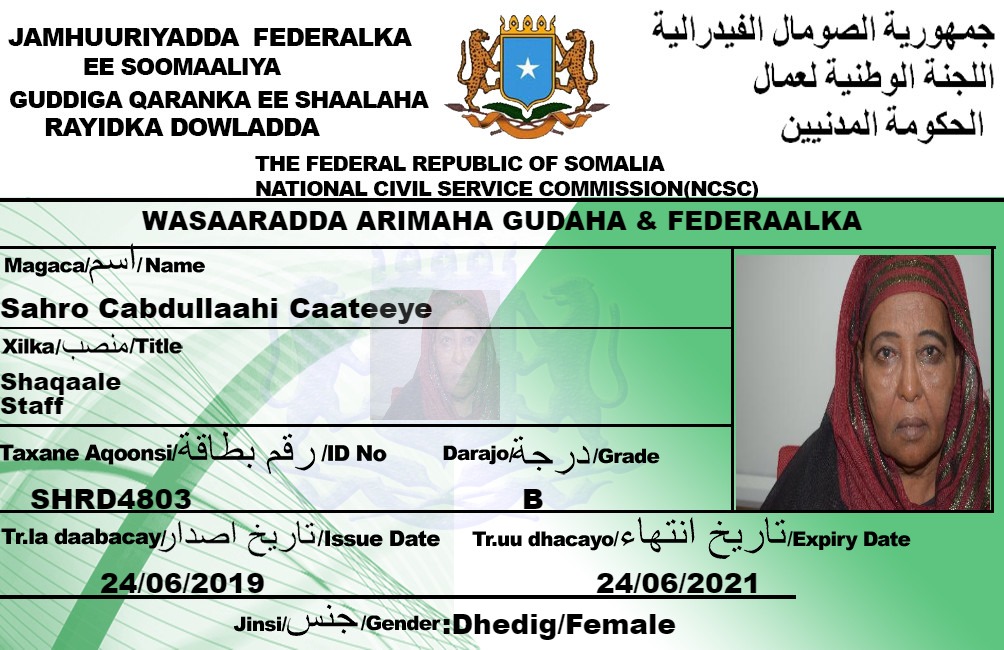 JAMHUURIYADDA FEDERALKA
EE SOOMAALIYA
GUDDIGA QARANKA EE SHAALAHA
RAYIDKA DOWLADDA
جمهورية الصومال الفيدرالية
اللجنة الوطنية لعمال
الحكومة المدنيين
THE FEDERAL REPUBLIC OF SOMALIA
NATIONAL CIVIL SERVICE COMMISSION(NCSC)
WASAARADDA ARIMAHA GUDAHA & FEDERAALKA
Magaca/اسم/Name
Sahro Cabdullaahi Caateeye
Xilka/منصب/Title
Shaqaale
Staff
Taxane Aqoonsi/رقم بطاقة/ID No
Darajo/درجة/Grade
SHRD4803
B
Tr.la daabacay/تاريخ اصدار/Issue Date
Tr.uu dhacayo/تاريخ انتهاء/Expiry Date
24/06/2019
24/06/2021
Jinsi/جنس/Gender:Dhedig/Female